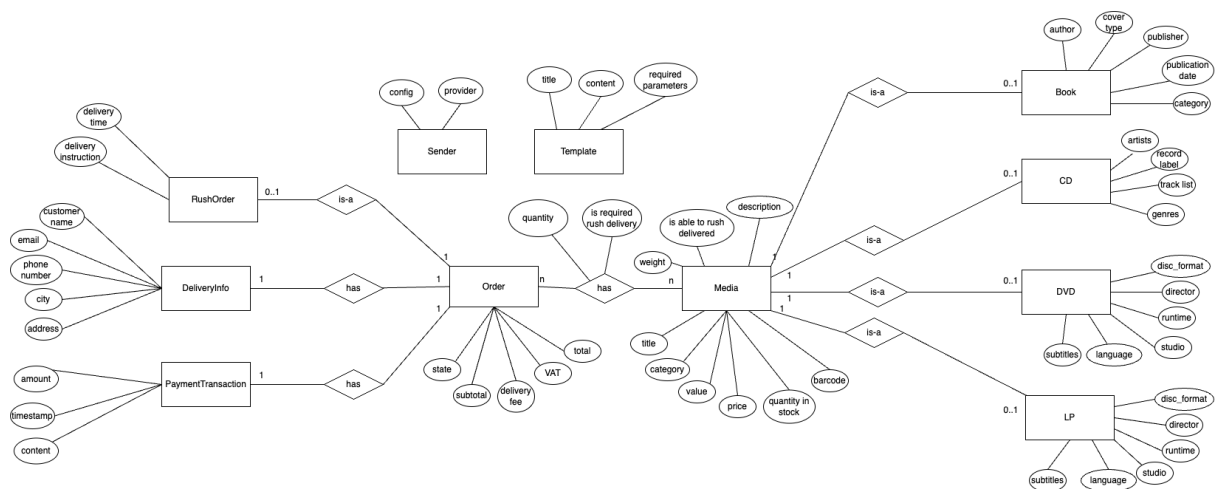 cover
type
author
publisher
publication
date
category
Book
0..1
is-a
1
title
content
required
parameters
Template
config
provider
Sender
delivery
time
delivery
instruction
RushOrder
0..1
is-a
1
customer
name
email
phone
number
city
address
DeliveryInfo
1
has
1
amount
timestamp
content
PaymentTransaction
1
has
1
Order
state
subtotal
delivery
fee
VAT
total
n
quantity
is required
rush delivery
has
n
weight
is able to rush
delivered
description
Media
title
category
value
price
quantity in
stock
barcode
1
is-a
0..1
CD
artists
record
label
track list
genres
1
is-a
0..1
DVD
disc_format
director
runtime
studio
language
subtitles
1
is-a
0..1
LP
disc_format
director
runtime
studio
language
subtitles